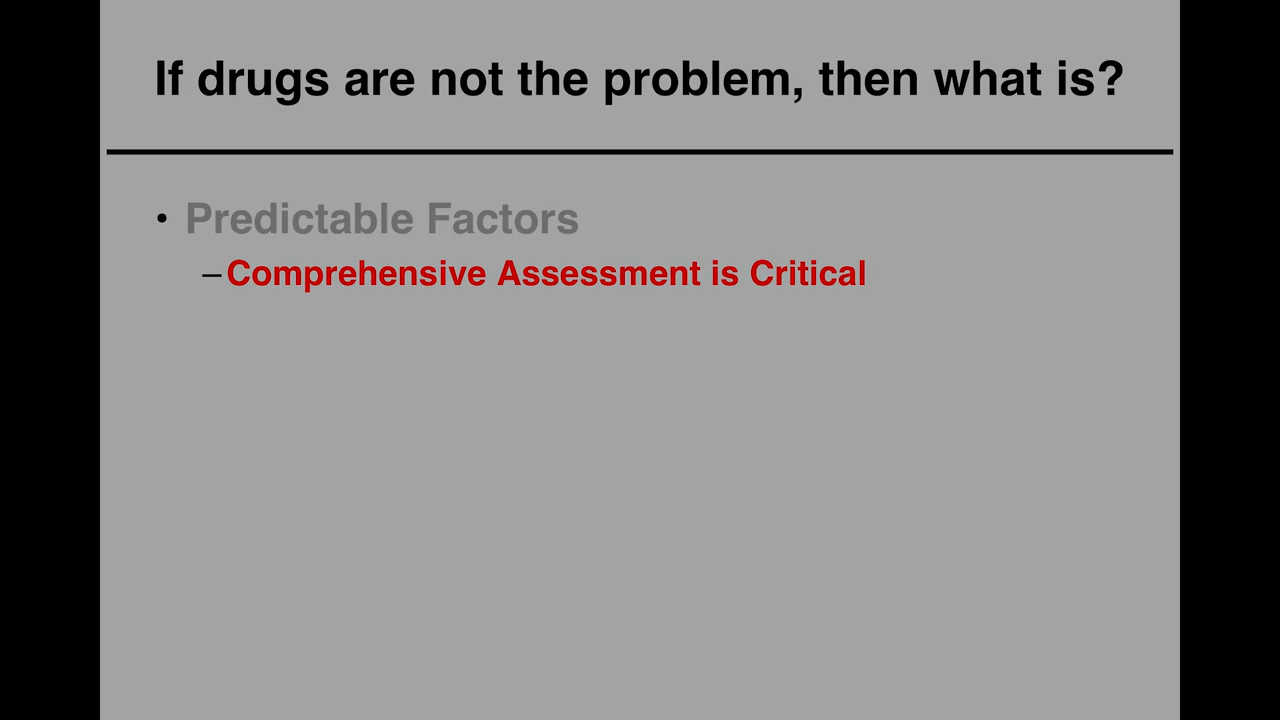 If drugs are not the problem, then what is?
• Predictable Factors
–Comprehensive Assessment is Critical